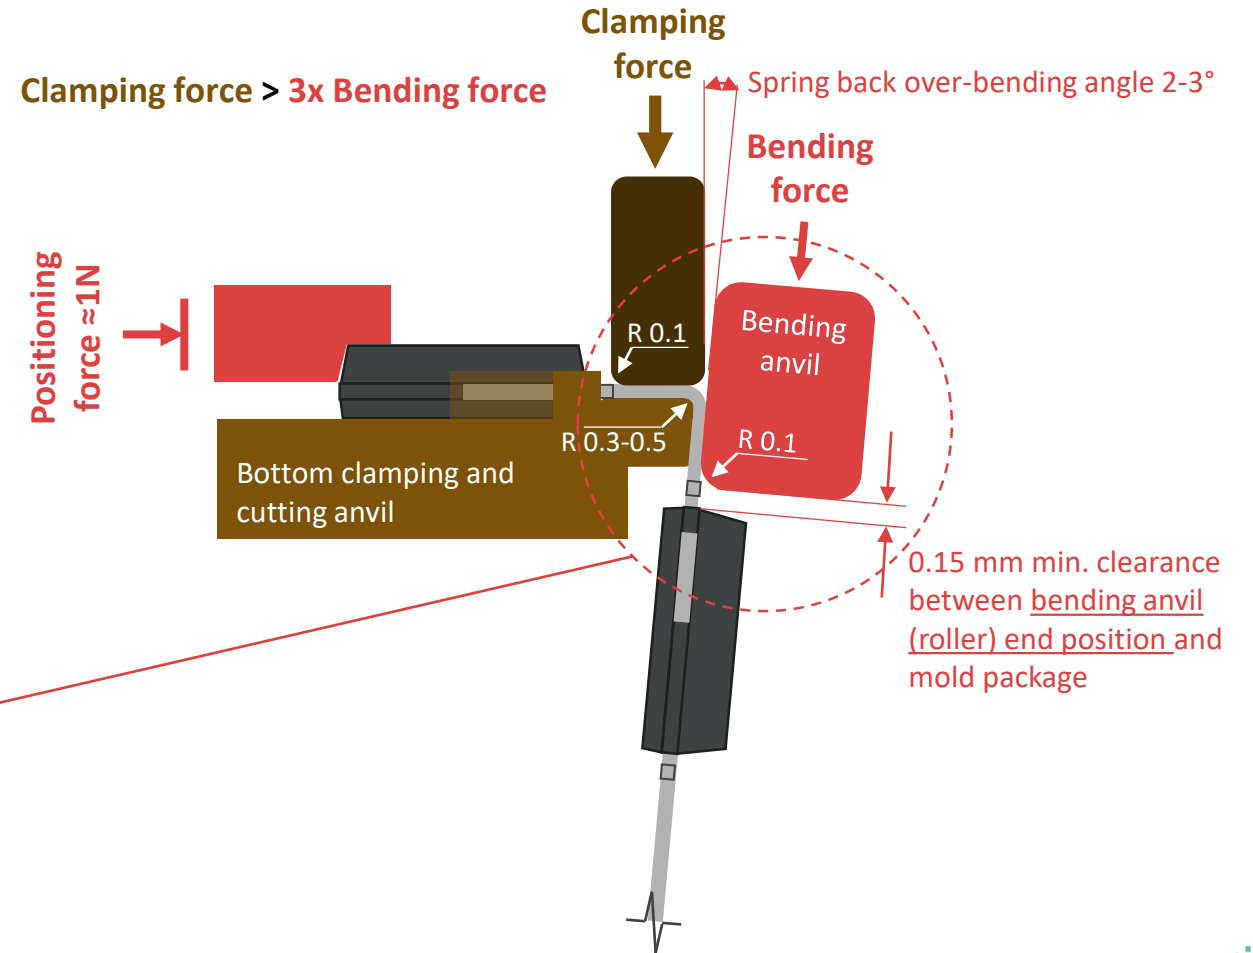 Clamping
force
Clamping force > 3x Bending force
Spring back over-bending angle 2-3°
Bending
force
Positioning
force ≈1N
R 0.1
Bending
anvil
R 0.3-0.5
R 0.1
Bottom clamping and
cutting anvil
0.15 mm min. clearance
between bending anvil
(roller) end position and
mold package